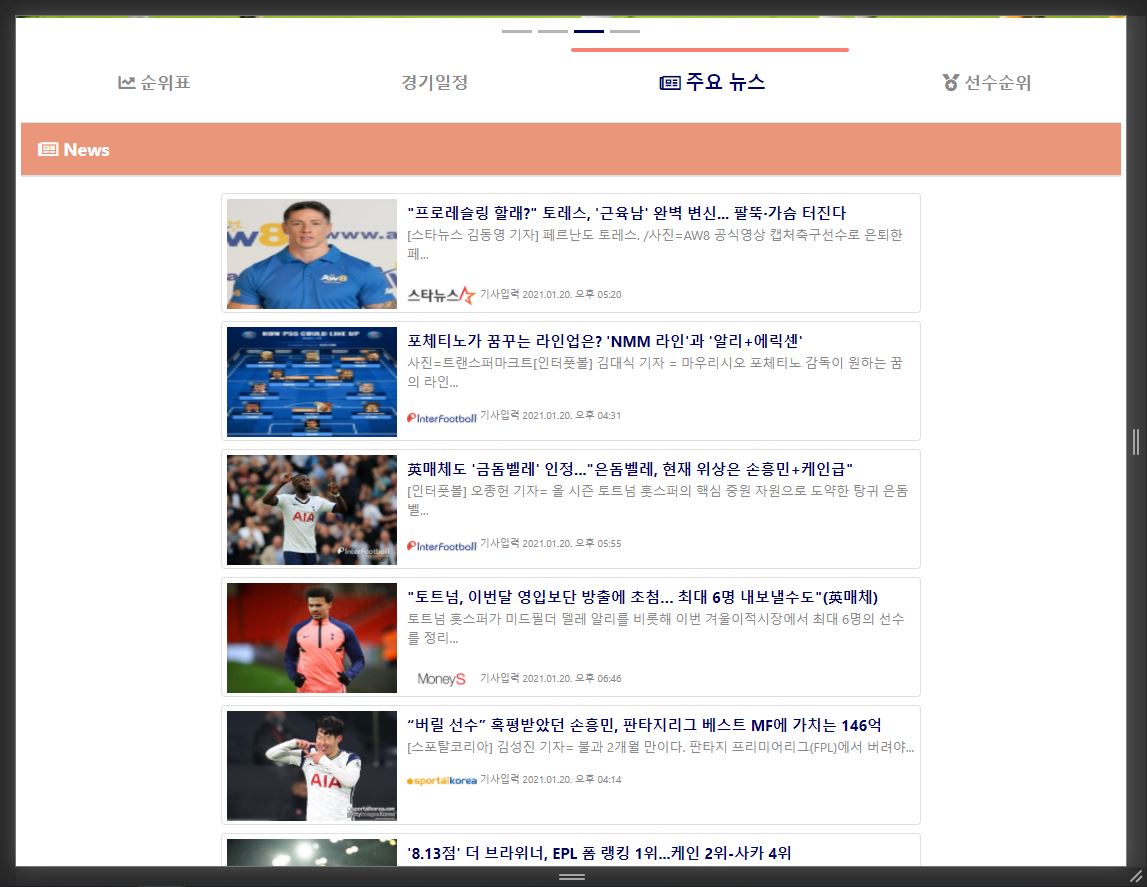 순위표
경기일정
주요 뉴스
선수순위
News
"프로레슬링 할래?" 토레스, '근육남' 완벽 변신... 팔뚝·가슴 터진다
[스타뉴스 김동영 기자] 페르난도 토레스. /사진=AW8 공식영상 캡처축구선수로 은퇴한
페...
스타뉴스 기사입력 2021.01.20. 오후 05:20
포체티노가 꿈꾸는 라인업은? 'NMM 라인'과 '알리+에릭센'
사진=트랜스퍼마크트[인터풋볼] 김대식 기자 = 마우리시오 포체티노 감독이 원하는 꿈
의 라인...
InterFootball 기사입력 2021.01.20. 오후 04:31
英매체도 '금돔벨레' 인정..."은돔벨레, 현재 위상은 손흥민+케인급"
[인터풋볼] 오종헌 기자= 올 시즌 토트넘 홋스퍼의 핵심 중원 자원으로 도약한 탕귀 은돔
벨...
InterFootball 기사입력 2021.01.20. 오후 05:55
"토트넘, 이번달 영입보단 방출에 초첨... 최대 6명 내보낼수도"(英매체)
토트넘 홋스퍼가 미드필더 델레 알리를 비롯해 이번 겨울이적시장에서 최대 6명의 선수
를 정리...
MoneyS 기사입력 2021.01.20. 오후 06:46
“버릴 선수” 혹평받았던 손흥민, 판타지리그 베스트 MF에 가치는 146억
[스포탈코리아] 김성진 기자= 불과 2개월 만이다. 판타지 프리미어리그(FPL)에서 버려야...
sportalkorea 기사입력 2021.01.20. 오후 04:14
'8.13점' 더 브라위너, EPL 폼 랭킹 1위...케인 2위-사카 4위
www.a
AW8
HOW PSG COULD LINE UP
AIA
InterFootball
AIA
sportalkorea.com
gettyimagesKorea